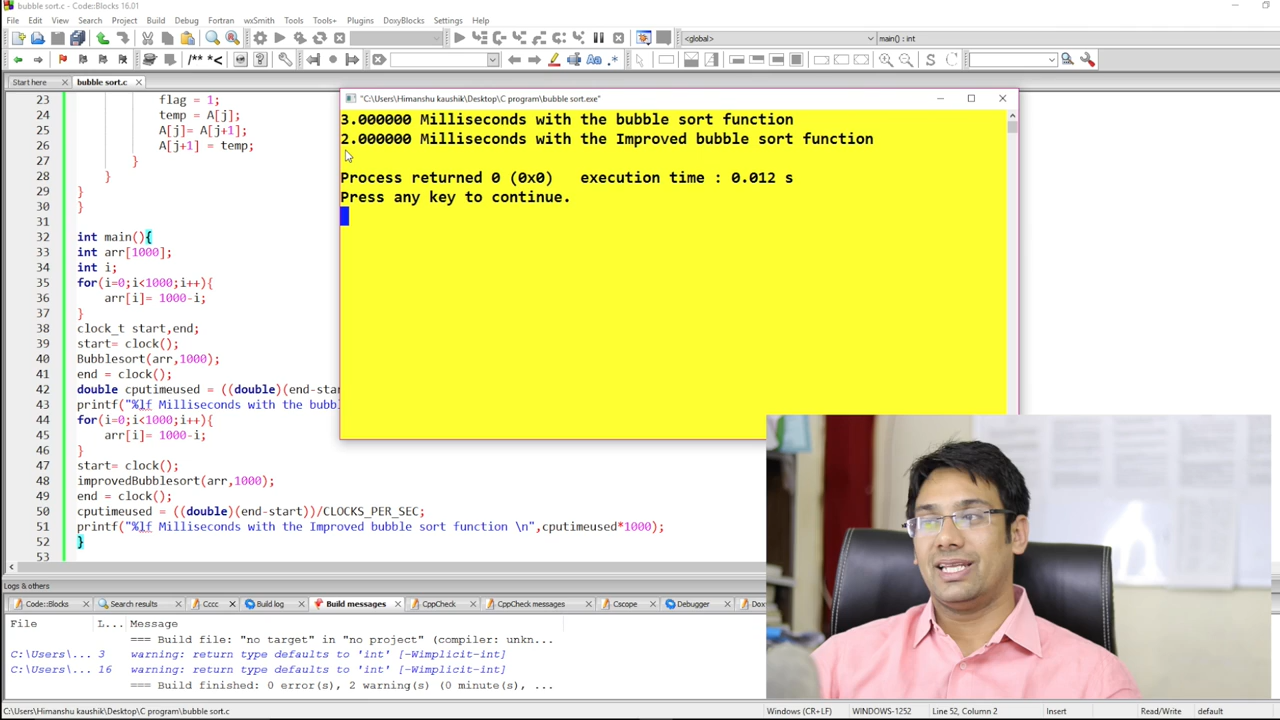 bubble sort.c - Code::Blocks 16.01
File Edit View Search Project Build Debug Fortran wxSmith Tools Tools+ Plugins DoxyBlocks Settings Help
<global> main() : int
Start here bubble sort.c
23 flag = 1;
24 temp = A[j];
25 A[j]= A[j+1];
26 A[j+1] = temp;
27 }
28 }
29 }
30 }
31
32 int main(){
33 int arr[1000];
34 int i;
35 for(i=0;i<1000;i++){
36 arr[i]= 1000-i;
37 }
38 clock_t start,end;
39 start= clock();
40 Bubblesort(arr,1000);
41 end = clock();
42 double cputimeused = ((double)(end-star
43 printf("%lf Milliseconds with the bubbl
44 for(i=0;i<1000;i++){
45 arr[i]= 1000-i;
46 }
47 start= clock();
48 improvedBubblesort(arr,1000);
49 end = clock();
50 cputimeused = ((double)(end-start))/CLOCKS_PER_SEC;
51 printf("%lf Milliseconds with the Improved bubble sort function \n",cputimeused*1000);
52 }
53
"C:\Users\Himanshu kaushik\Desktop\C program\bubble sort.exe"
3.000000 Milliseconds with the bubble sort function
2.000000 Milliseconds with the Improved bubble sort function
Process returned 0 (0x0) execution time : 0.012 s
Press any key to continue.
Logs & others
Code::Blocks Search results Cccc Build log Build messages CppCheck CppCheck messages Cscope Debugger Dox
File L... Message
=== Build file: "no target" in "no project" (compiler: unkn...
C:\Users\... 3 warning: return type defaults to 'int' [-Wimplicit-int]
C:\Users\... 16 warning: return type defaults to 'int' [-Wimplicit-int]
=== Build finished: 0 error(s), 2 warning(s) (0 minute(s), ...
C:\Users\Himanshu kaushik\Desktop\C program\bubble sort.c Windows (CR+LF) WINDOWS-1252 Line 52, Column 2 Insert Read/Write default